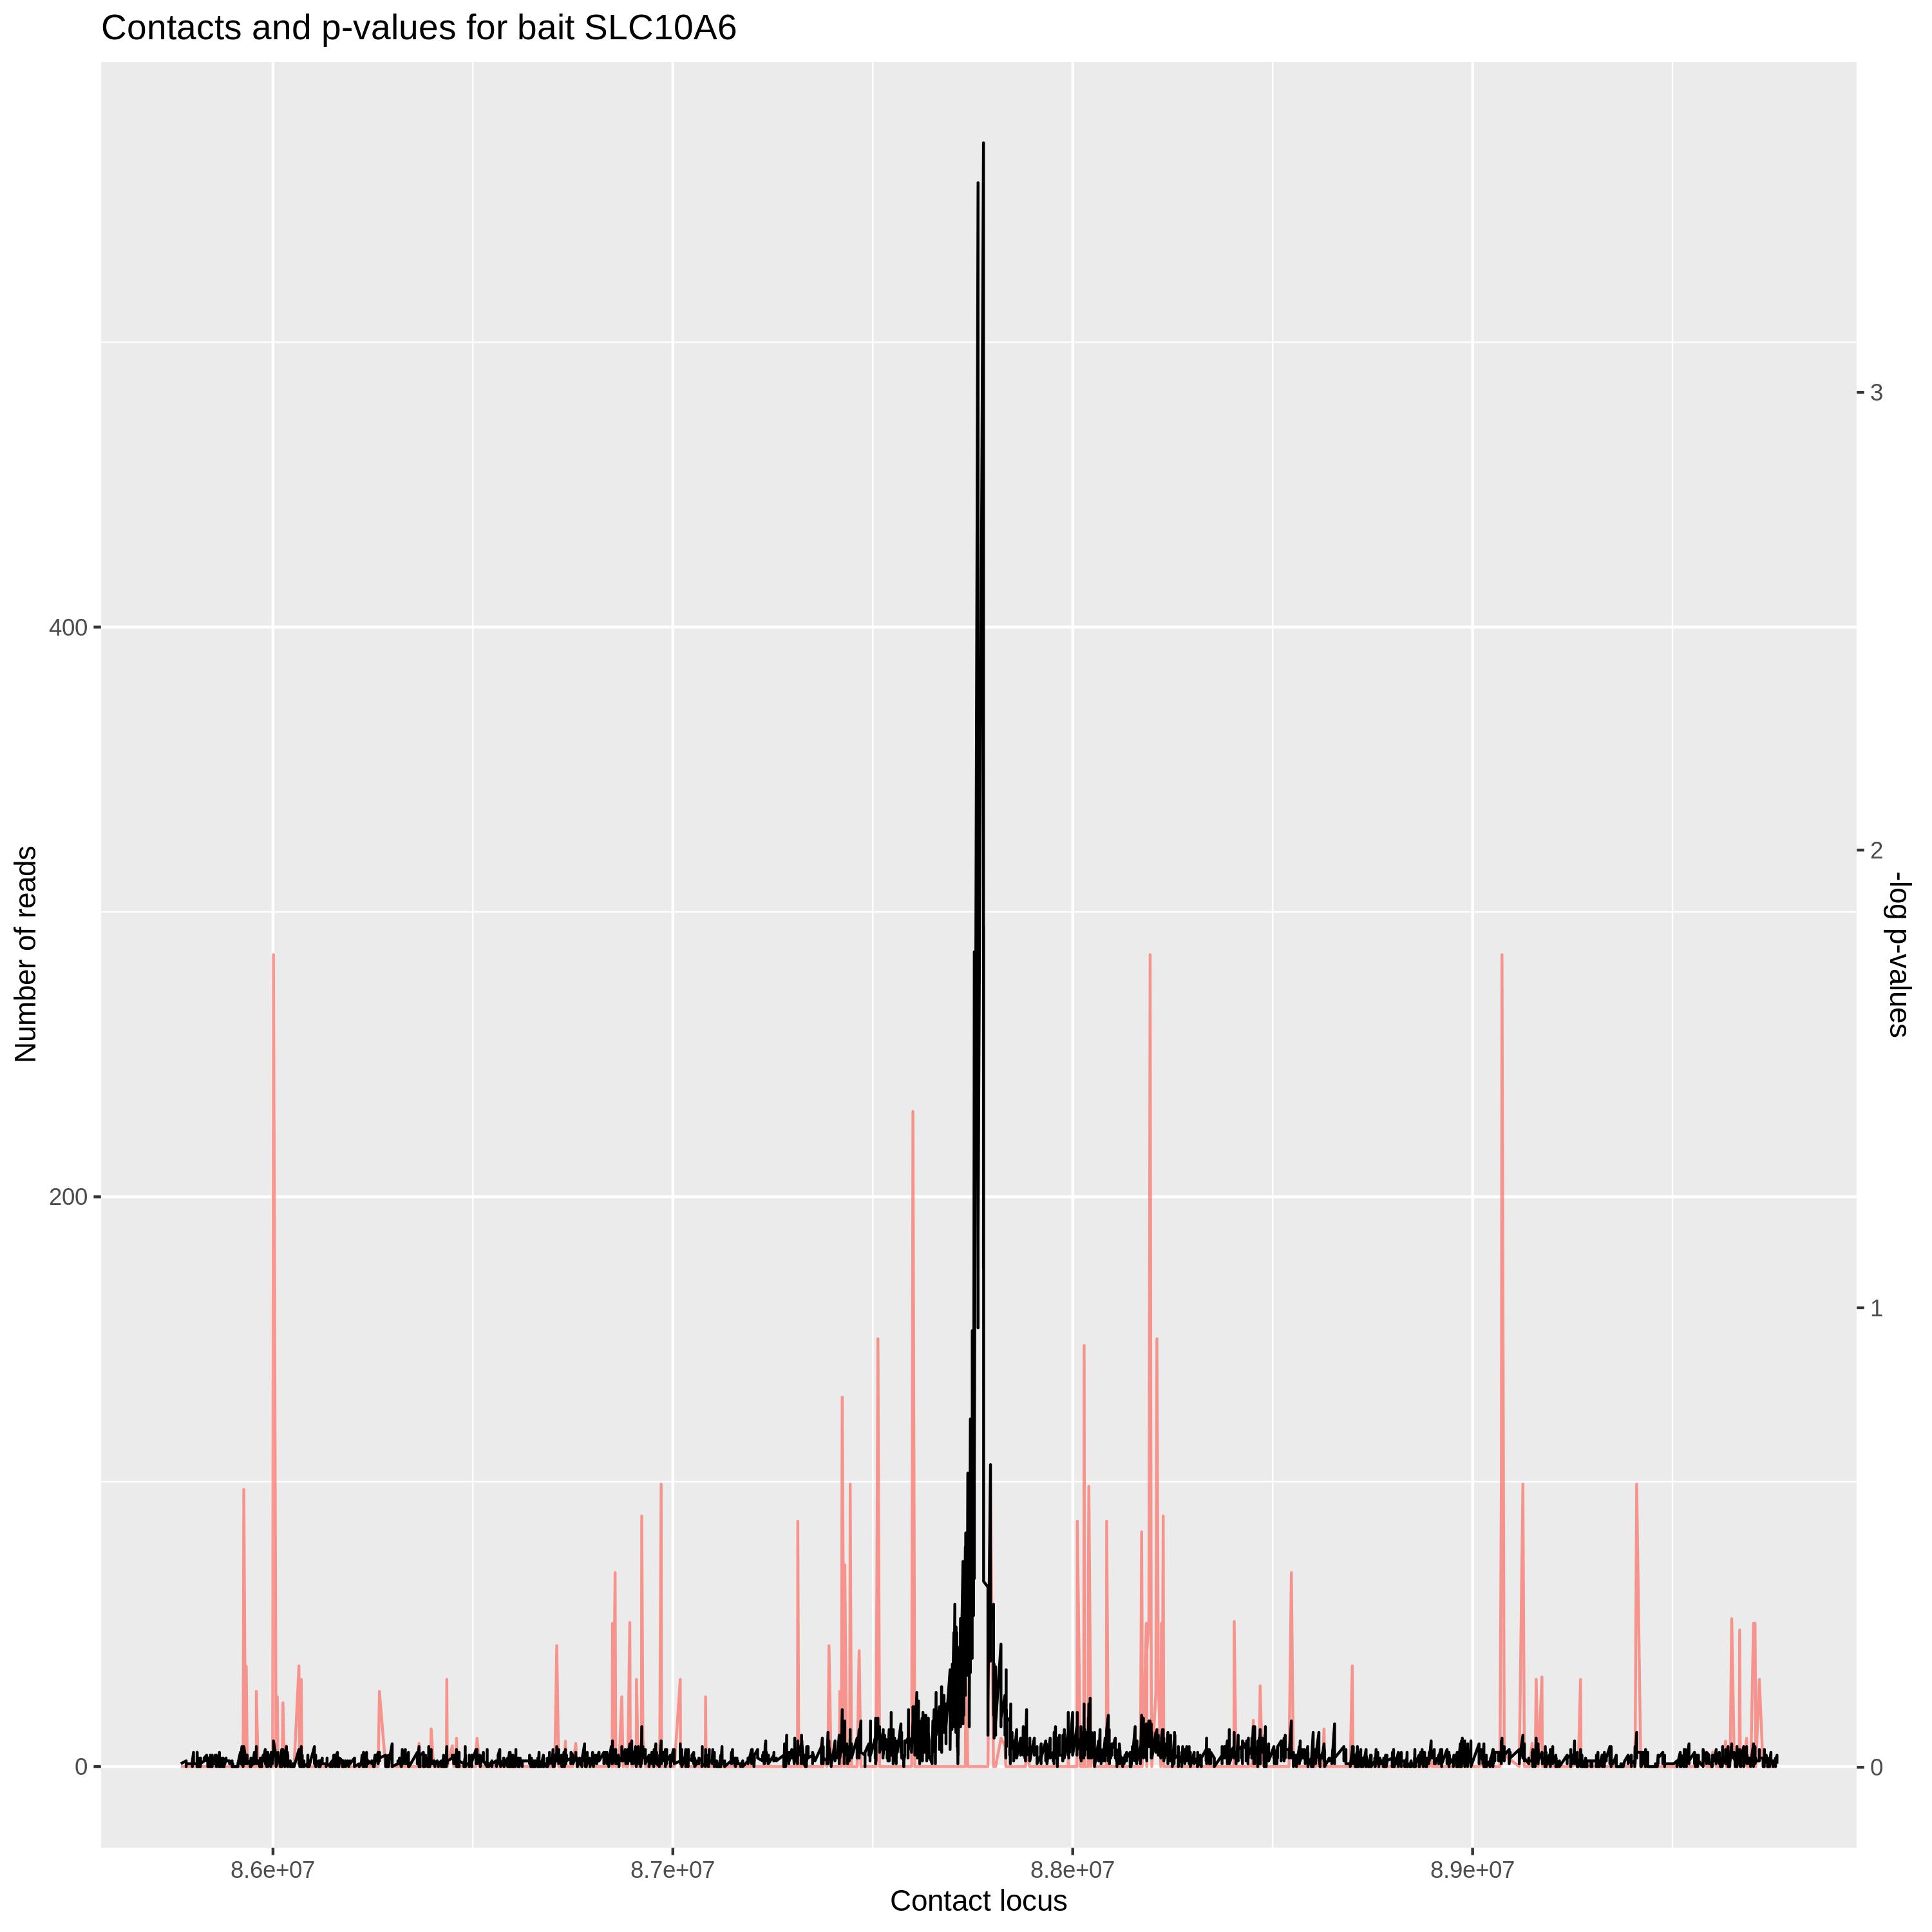 Contacts and p-values for bait SLC10A6
Number of reads
400
200
0
3
2
1
0
-log p-values
8.6e+07
8.7e+07
8.8e+07
8.9e+07
Contact locus